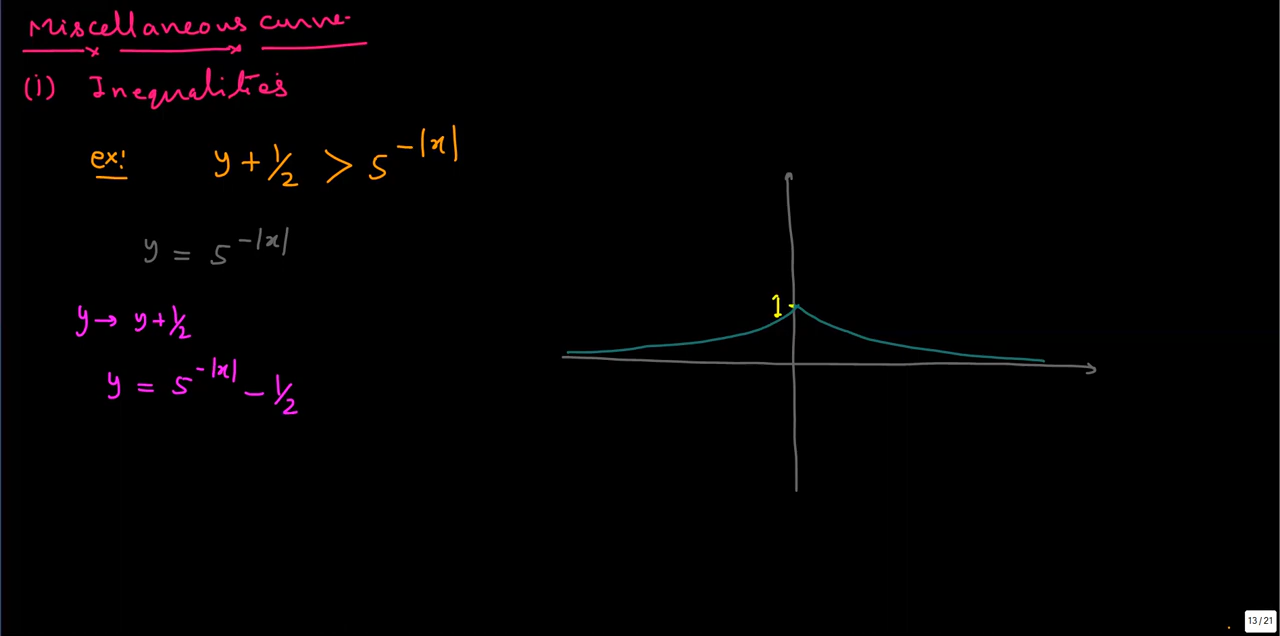 Miscellaneous curve-
(i) Inequalities
ex: y + 1/2 > 5^{-|x|}
y = 5^{-|x|}
y → y + 1/2
y = 5^{-|x|} - 1/2
1
13 / 21